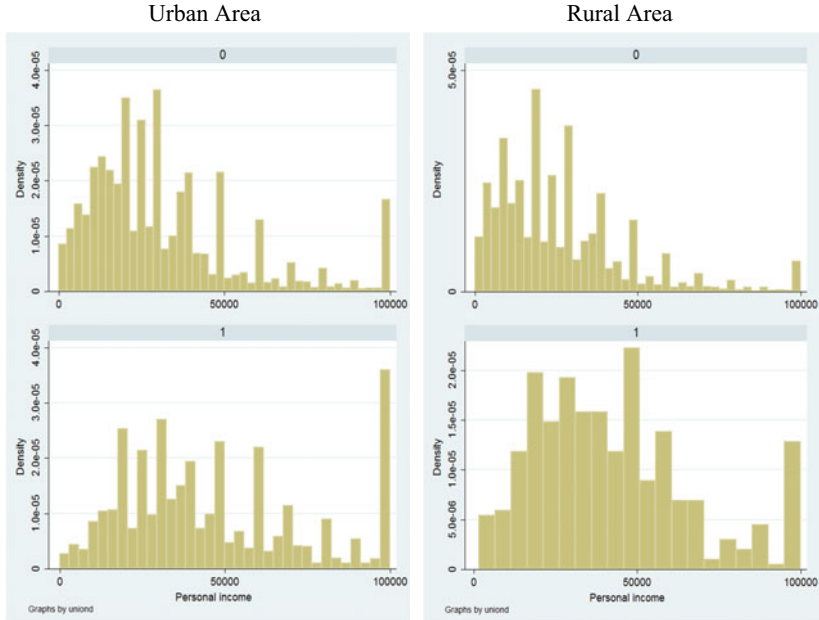 Urban Area
Rural Area
0
Density
0 1.0e-05 2.0e-05 3.0e-05 4.0e-05
0 50000 100000
0
Density
0 5.0e-05
0 50000 100000
1
Density
0 1.0e-05 2.0e-05 3.0e-05 4.0e-05
0 50000 100000
Personal income
Graphs by uniond
1
Density
0 5.0e-06 1.0e-05 1.5e-05 2.0e-05
0 50000 100000
Personal income
Graphs by uniond